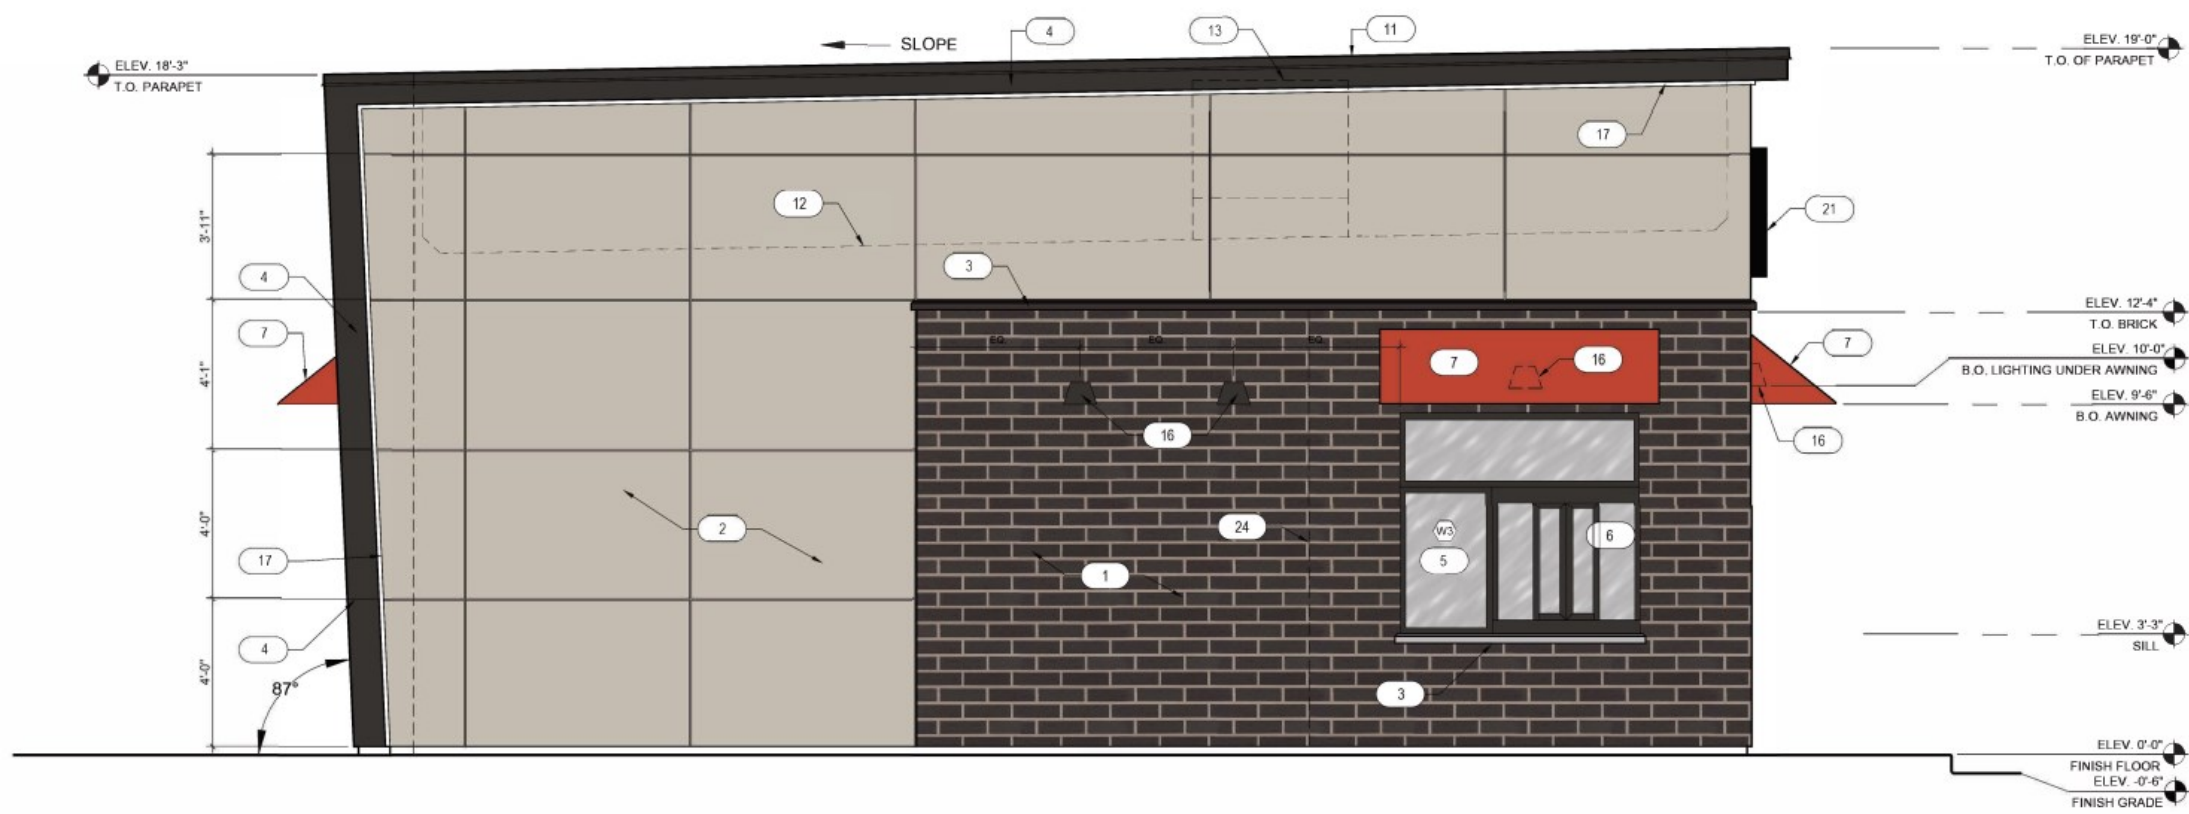 4
13
11
SLOPE
ELEV. 18'-3"
T.O. PARAPET
ELEV. 19'-0"
T.O. OF PARAPET
17
12
21
3'-11"
3
4
7
ELEV. 12'-4"
T.O. BRICK
EQ.
EQ.
EQ.
7
16
7
ELEV. 10'-0"
B.O. LIGHTING UNDER AWNING
4'-1"
ELEV. 9'-6"
B.O. AWNING
16
16
2
24
W3
5
6
4'-0"
17
1
ELEV. 3'-3"
SILL
4
4'-0"
87°
3
ELEV. 0'-0"
FINISH FLOOR
ELEV. -0'-6"
FINISH GRADE